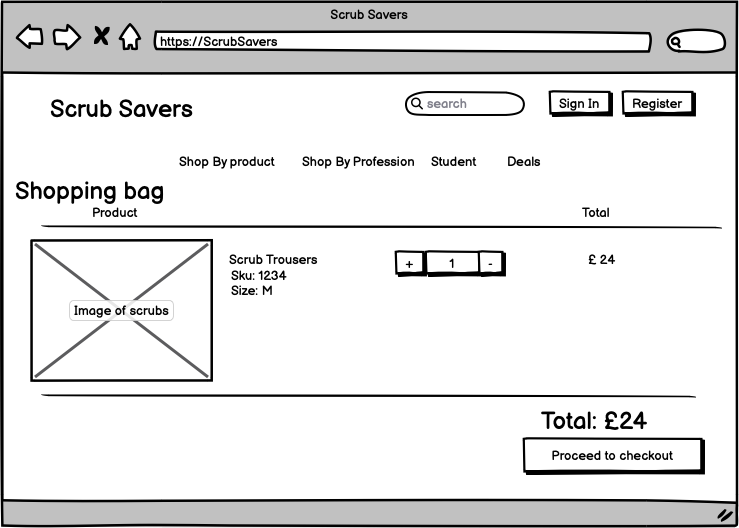 Scrub Savers
https://ScrubSavers
Scrub Savers
search
Sign In
Register
Shop By product
Shop By Profession
Student
Deals
Shopping bag
Product
Total
Image of scrubs
Scrub Trousers
Sku: 1234
Size: M
+
1
-
£ 24
Total: £24
Proceed to checkout